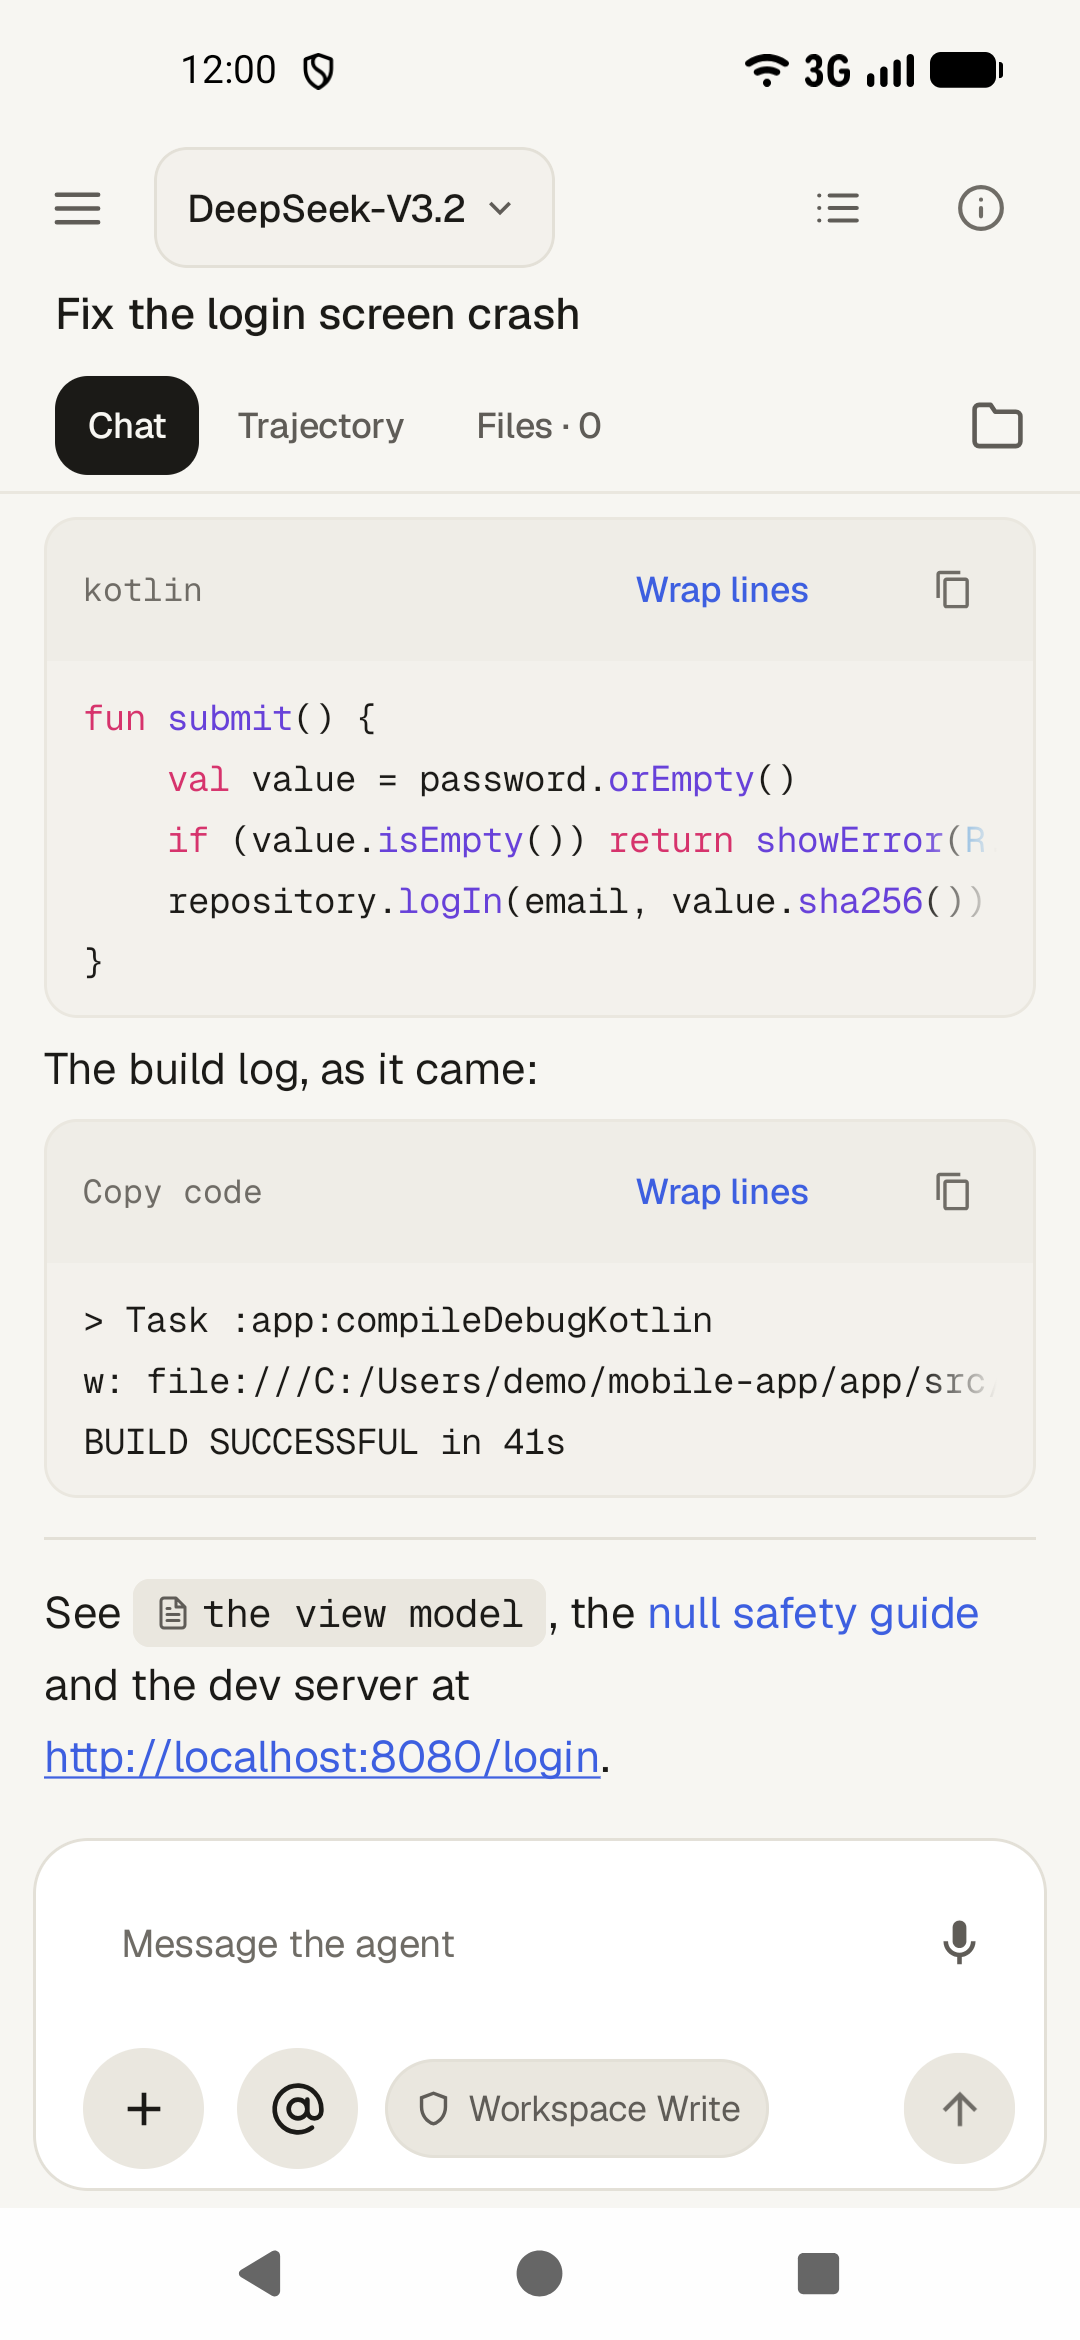 12:00
3G
DeepSeek-V3.2
Fix the login screen crash
Chat
Trajectory
Files · 0
kotlin
Wrap lines
fun submit() {
    val value = password.orEmpty()
    if (value.isEmpty()) return showError(R.
    repository.logIn(email, value.sha256())
}
The build log, as it came:
Copy code
Wrap lines
> Task :app:compileDebugKotlin
w: file:///C:/Users/demo/mobile-app/app/src/
BUILD SUCCESSFUL in 41s
See the view model, the null safety guide
and the dev server at
http://localhost:8080/login.
Message the agent
Workspace Write